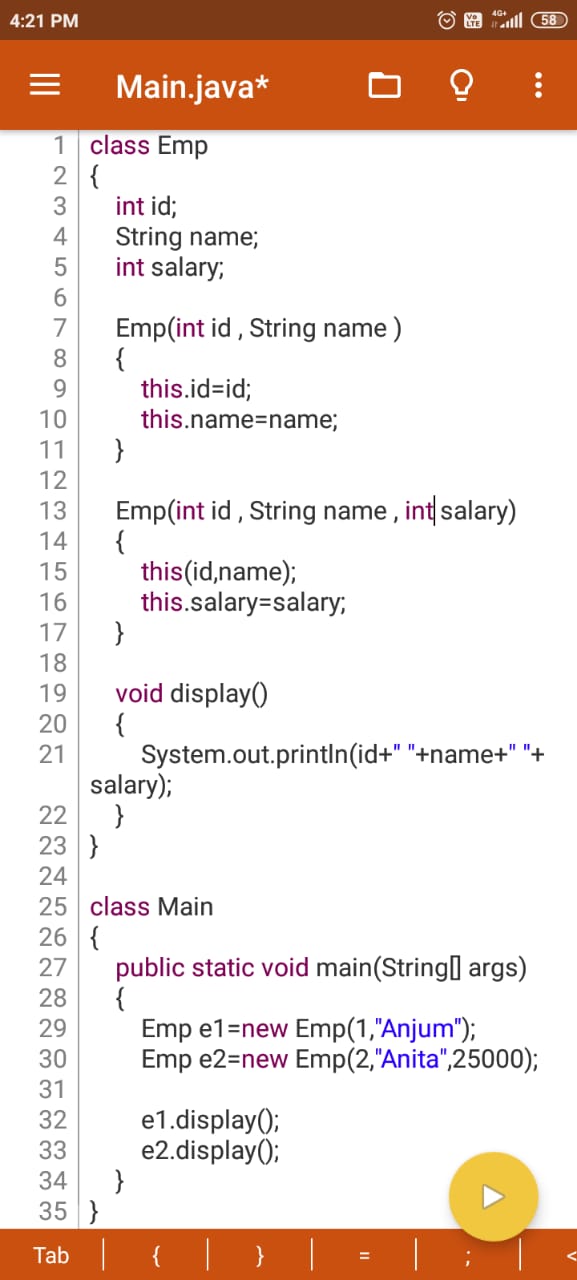 4:21 PM Vo LTE 4G+ 58
Main.java*
1 class Emp
2 {
3 int id;
4 String name;
5 int salary;
6
7 Emp(int id , String name )
8 {
9 this.id=id;
10 this.name=name;
11 }
12
13 Emp(int id , String name , int salary)
14 {
15 this(id,name);
16 this.salary=salary;
17 }
18
19 void display()
20 {
21 System.out.println(id+" "+name+" "+
salary);
22 }
23 }
24
25 class Main
26 {
27 public static void main(String[] args)
28 {
29 Emp e1=new Emp(1,"Anjum");
30 Emp e2=new Emp(2,"Anita",25000);
31
32 e1.display();
33 e2.display();
34 }
35 }
Tab { } = ; <